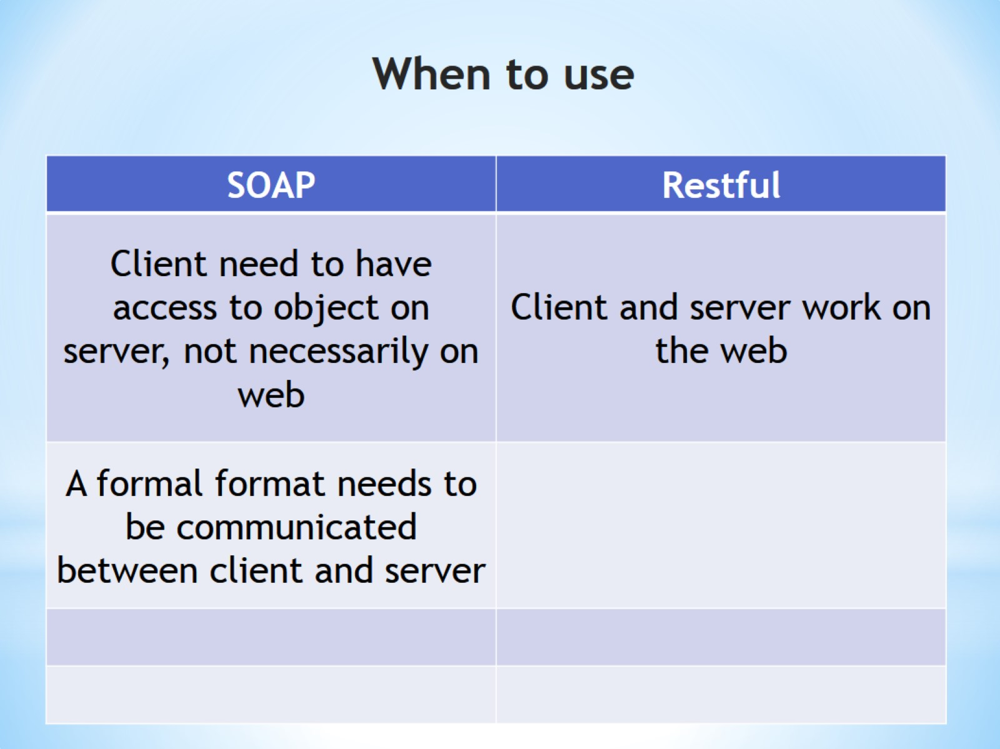 When to use
SOAP
Restful
Client need to have
access to object on
server, not necessarily on
web
Client and server work on
the web
A formal format needs to
be communicated
between client and server